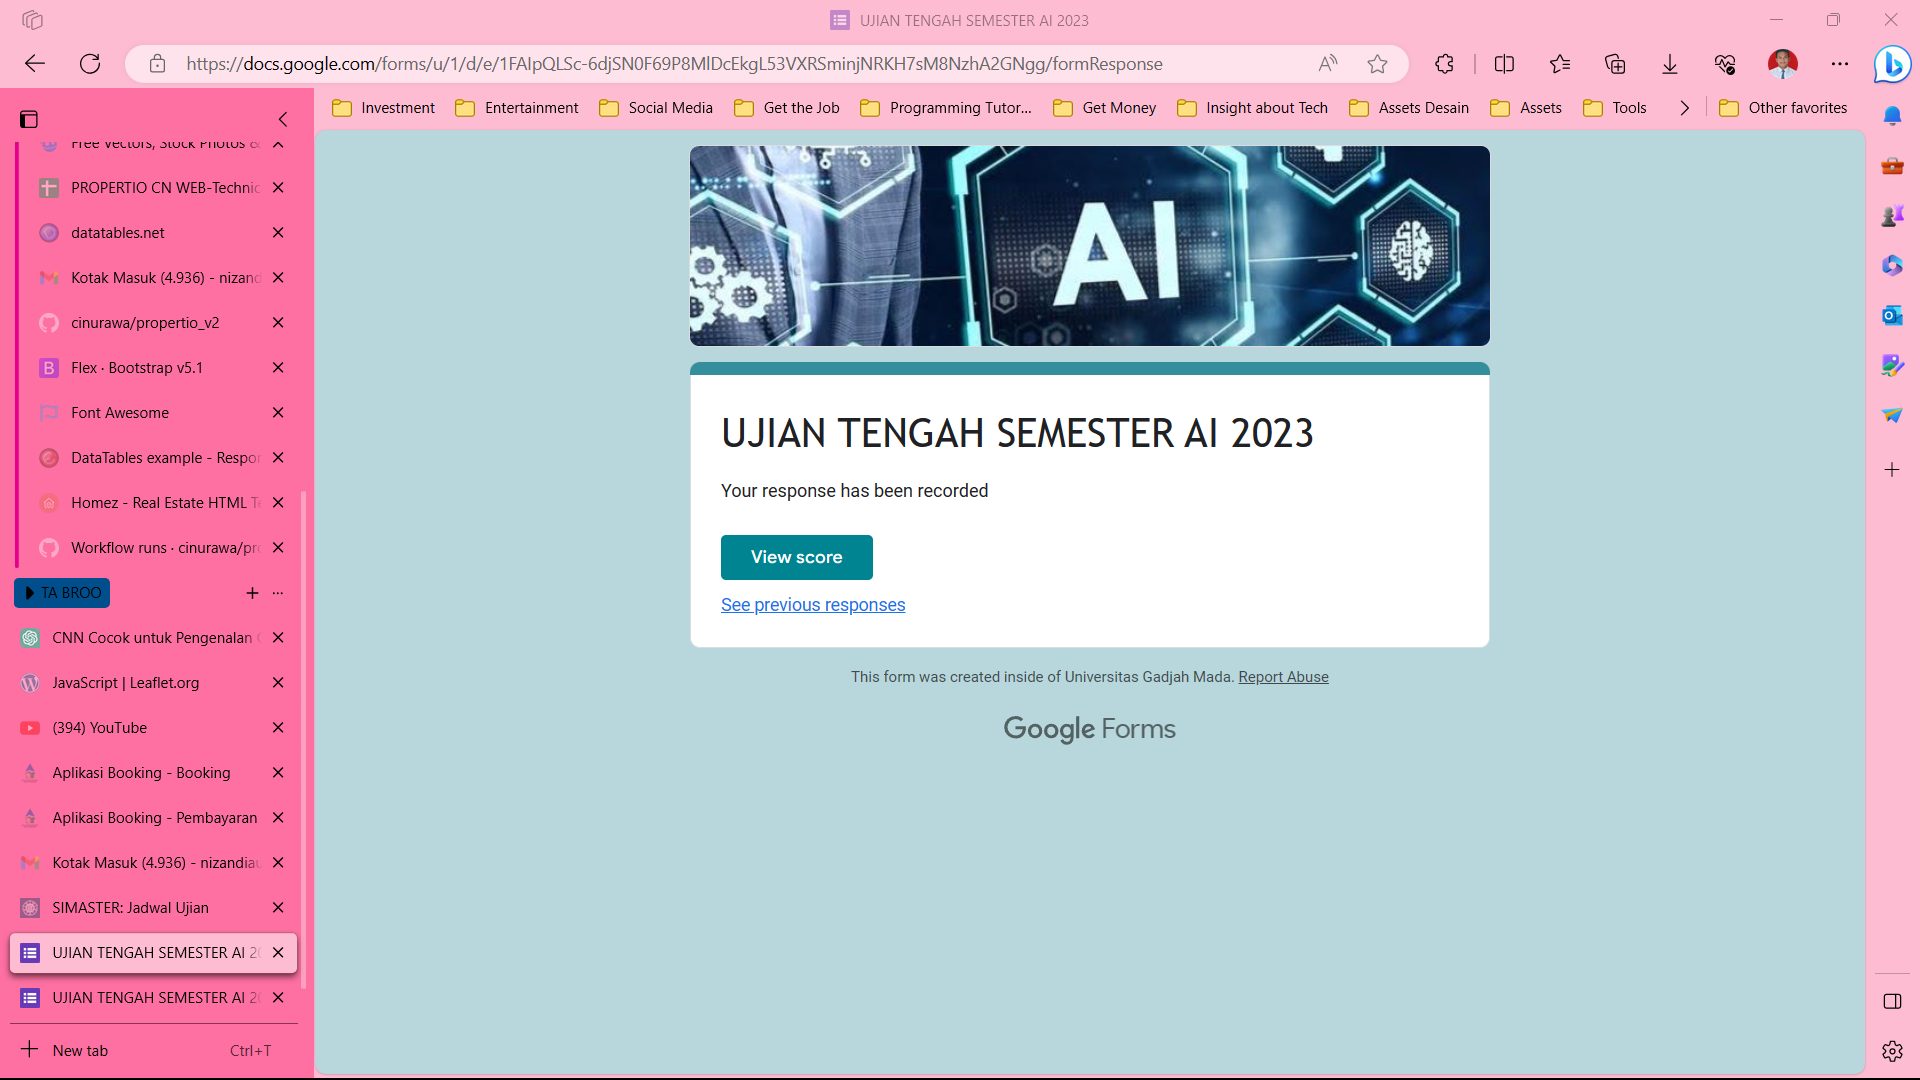 UJIAN TENGAH SEMESTER AI 2023
https://docs.google.com/forms/u/1/d/e/1FAIpQLSc-6djSN0F69P8MlDcEkgL53VXRSminjNRKH7sM8NzhA2GNgg/formResponse
Investment
Entertainment
Social Media
Get the Job
Programming Tutor...
Get Money
Insight about Tech
Assets Desain
Assets
Tools
Other favorites
Free Vectors, Stock Photos &
PROPERTIO CN WEB-Technic
datatables.net
Kotak Masuk (4.936) - nizand
cinurawa/propertio_v2
Flex · Bootstrap v5.1
Font Awesome
DataTables example - Respor
Homez - Real Estate HTML Te
Workflow runs · cinurawa/pro
TA BROO
CNN Cocok untuk Pengenalan
JavaScript | Leaflet.org
(394) YouTube
Aplikasi Booking - Booking
Aplikasi Booking - Pembayaran
Kotak Masuk (4.936) - nizandiau
SIMASTER: Jadwal Ujian
UJIAN TENGAH SEMESTER AI 20
UJIAN TENGAH SEMESTER AI 20
New tab
Ctrl+T
AI
UJIAN TENGAH SEMESTER AI 2023
Your response has been recorded
View score
See previous responses
This form was created inside of Universitas Gadjah Mada. Report Abuse
Google Forms